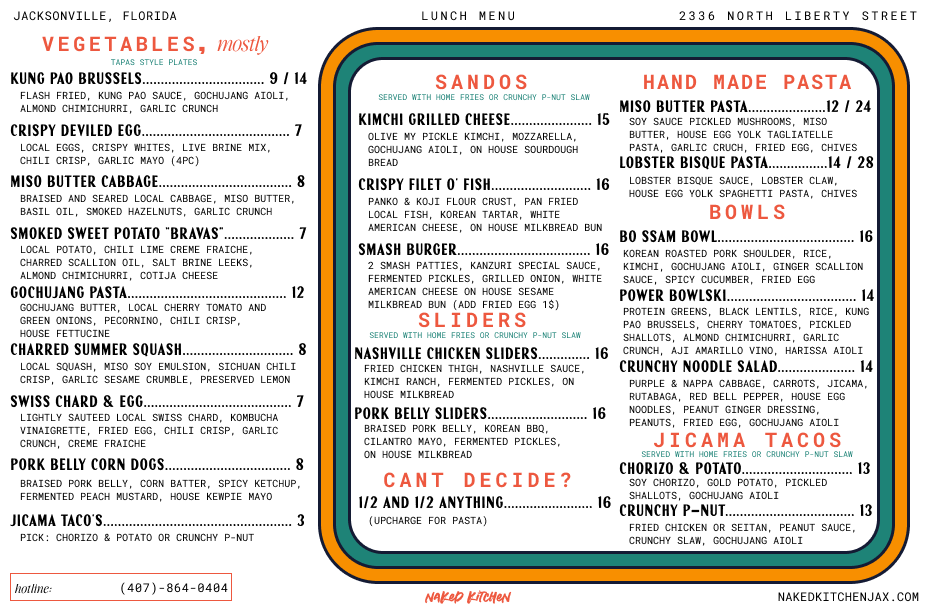 JACKSONVILLE, FLORIDA
LUNCH MENU
2336 NORTH LIBERTY STREET
VEGETABLES, mostly
TAPAS STYLE PLATES
KUNG PAO BRUSSELS............................ 9 / 14
FLASH FRIED, KUNG PAO SAUCE, GOCHUJANG AIOLI,
ALMOND CHIMICHURRI, GARLIC CRUNCH
CRISPY DEVILED EGG.................................. 7
LOCAL EGGS, CRISPY WHITES, LIVE BRINE MIX,
CHILI CRISP, GARLIC MAYO (4PC)
MISO BUTTER CABBAGE............................... 8
BRAISED AND SEARED LOCAL CABBAGE, MISO BUTTER,
BASIL OIL, SMOKED HAZELNUTS, GARLIC CRUNCH
SMOKED SWEET POTATO "BRAVAS"................. 7
LOCAL POTATO, CHILI LIME CREME FRAICHE,
CHARRED SCALLION OIL, SALT BRINE LEEKS,
ALMOND CHIMICHURRI, COTIJA CHEESE
GOCHUJANG PASTA..................................... 12
GOCHUJANG BUTTER, LOCAL CHERRY TOMATO AND
GREEN ONIONS, PECORNINO, CHILI CRISP,
HOUSE FETTUCINE
CHARRED SUMMER SQUASH.......................... 8
LOCAL SQUASH, MISO SOY EMULSION, SICHUAN CHILI
CRISP, GARLIC SESAME CRUMBLE, PRESERVED LEMON
SWISS CHARD & EGG................................... 7
LIGHTLY SAUTEED LOCAL SWISS CHARD, KOMBUCHA
VINAIGRETTE, FRIED EGG, CHILI CRISP, GARLIC
CRUNCH, CREME FRAICHE
PORK BELLY CORN DOGS............................. 8
BRAISED PORK BELLY, CORN BATTER, SPICY KETCHUP,
FERMENTED PEACH MUSTARD, HOUSE KEWPIE MAYO
JICAMA TACO'S........................................... 3
PICK: CHORIZO & POTATO OR CRUNCHY P-NUT
hotline: (407)-864-0404
SANDOS
SERVED WITH HOME FRIES OR CRUNCHY P-NUT SLAW
KIMCHI GRILLED CHEESE................... 15
OLIVE MY PICKLE KIMCHI, MOZZARELLA,
GOCHUJANG AIOLI, ON HOUSE SOURDOUGH
BREAD
CRISPY FILET O' FISH........................ 16
PANKO & KOJI FLOUR CRUST, PAN FRIED
LOCAL FISH, KOREAN TARTAR, WHITE
AMERICAN CHEESE, ON HOUSE MILKBREAD BUN
SMASH BURGER................................ 16
2 SMASH PATTIES, KANZURI SPECIAL SAUCE,
FERMENTED PICKLES, GRILLED ONION, WHITE
AMERICAN CHEESE ON HOUSE SESAME
MILKBREAD BUN (ADD FRIED EGG 1$)
SLIDERS
SERVED WITH HOME FRIES OR CRUNCHY P-NUT SLAW
NASHVILLE CHICKEN SLIDERS............. 16
FRIED CHICKEN THIGH, NASHVILLE SAUCE,
KIMCHI RANCH, FERMENTED PICKLES, ON
HOUSE MILKBREAD
PORK BELLY SLIDERS....................... 16
BRAISED PORK BELLY, KOREAN BBQ,
CILANTRO MAYO, FERMENTED PICKLES,
ON HOUSE MILKBREAD
CANT DECIDE?
1/2 AND 1/2 ANYTHING..................... 16
(UPCHARGE FOR PASTA)
HAND MADE PASTA
MISO BUTTER PASTA..................12 / 24
SOY SAUCE PICKLED MUSHROOMS, MISO
BUTTER, HOUSE EGG YOLK TAGLIATELLE
PASTA, GARLIC CRUCH, FRIED EGG, CHIVES
LOBSTER BISQUE PASTA..............14 / 28
LOBSTER BISQUE SAUCE, LOBSTER CLAW,
HOUSE EGG YOLK SPAGHETTI PASTA, CHIVES
BOWLS
BO SSAM BOWL................................ 16
KOREAN ROASTED PORK SHOULDER, RICE,
KIMCHI, GOCHUJANG AIOLI, GINGER SCALLION
SAUCE, SPICY CUCUMBER, FRIED EGG
POWER BOWLSKI............................... 14
PROTEIN GREENS, BLACK LENTILS, RICE, KUNG
PAO BRUSSELS, CHERRY TOMATOES, PICKLED
SHALLOTS, ALMOND CHIMICHURRI, GARLIC
CRUNCH, AJI AMARILLO VINO, HARISSA AIOLI
CRUNCHY NOODLE SALAD................... 14
PURPLE & NAPPA CABBAGE, CARROTS, JICAMA,
RUTABAGA, RED BELL PEPPER, HOUSE EGG
NOODLES, PEANUT GINGER DRESSING,
PEANUTS, FRIED EGG, GOCHUJANG AIOLI
JICAMA TACOS
SERVED WITH HOME FRIES OR CRUNCHY P-NUT SLAW
CHORIZO & POTATO.......................... 13
SOY CHORIZO, GOLD POTATO, PICKLED
SHALLOTS, GOCHUJANG AIOLI
CRUNCHY P-NUT............................... 13
FRIED CHICKEN OR SEITAN, PEANUT SAUCE,
CRUNCHY SLAW, GOCHUJANG AIOLI
NAKED KITCHEN
NAKEDKITCHENJAX.COM